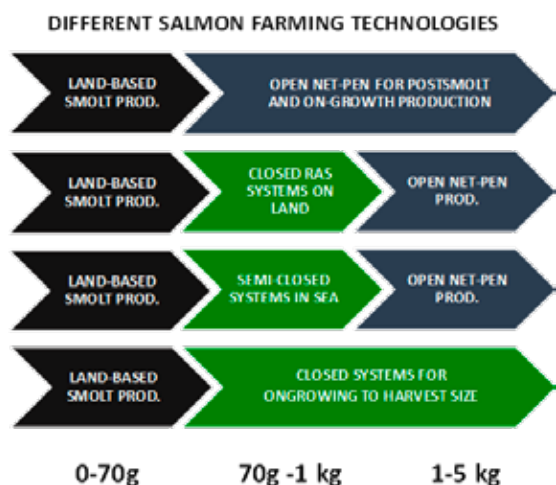 DIFFERENT SALMON FARMING TECHNOLOGIES
LAND-BASED
SMOLT PROD.
OPEN NET-PEN FOR POSTSMOLT
AND ON-GROWTH PRODUCTION
LAND-BASED
SMOLT PROD.
CLOSED RAS
SYSTEMS ON
LAND
OPEN NET-PEN
PROD.
LAND-BASED
SMOLT PROD.
SEMI-CLOSED
SYSTEMS IN SEA
OPEN NET-PEN
PROD.
LAND-BASED
SMOLT PROD.
CLOSED SYSTEMS FOR
ONGROWING TO HARVEST SIZE
0-70g
70g -1 kg
1-5 kg